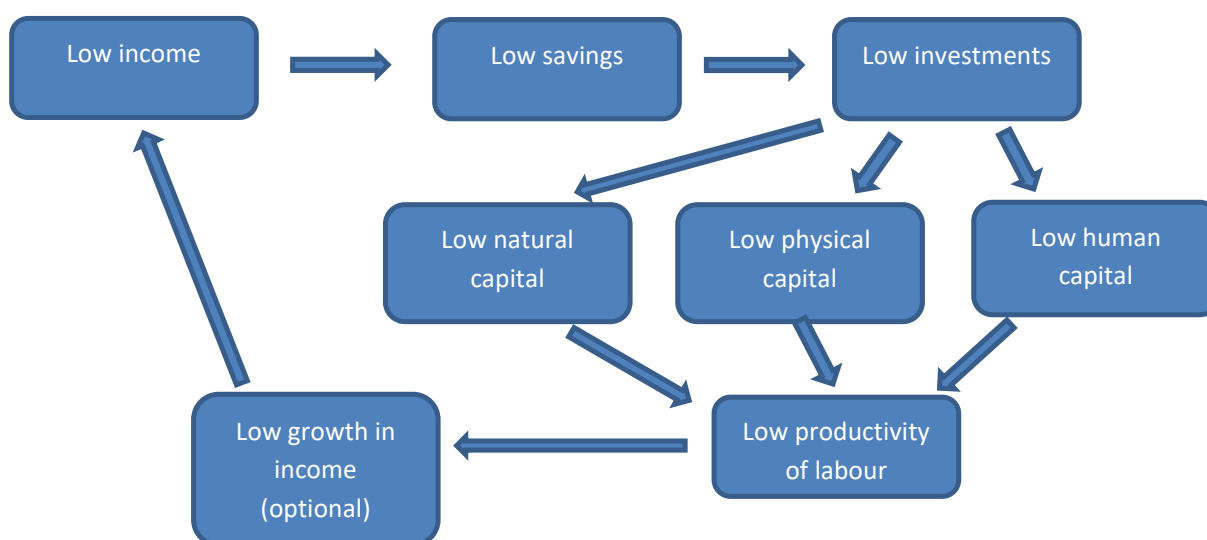 Low income
Low savings
Low investments
Low natural
capital
Low physical
capital
Low human
capital
Low growth in
income
(optional)
Low productivity
of labour